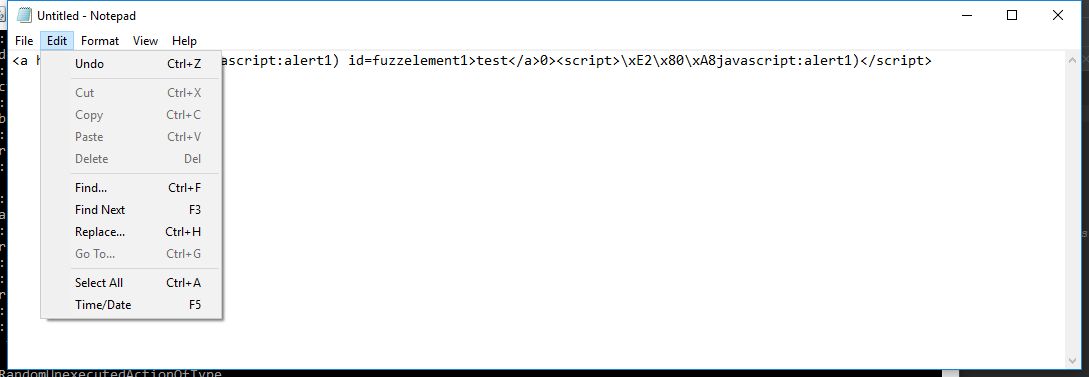 Untitled - Notepad
File Edit Format View Help
<a h ascript:alert1) id=fuzzelement1>test</a>0><script>\xE2\x80\xA8javascript:alert1)</script>
Undo Ctrl+Z
Cut Ctrl+X
Copy Ctrl+C
Paste Ctrl+V
Delete Del
Find... Ctrl+F
Find Next F3
Replace... Ctrl+H
Go To... Ctrl+G
Select All Ctrl+A
Time/Date F5
RandomUnexecutedActionOfType